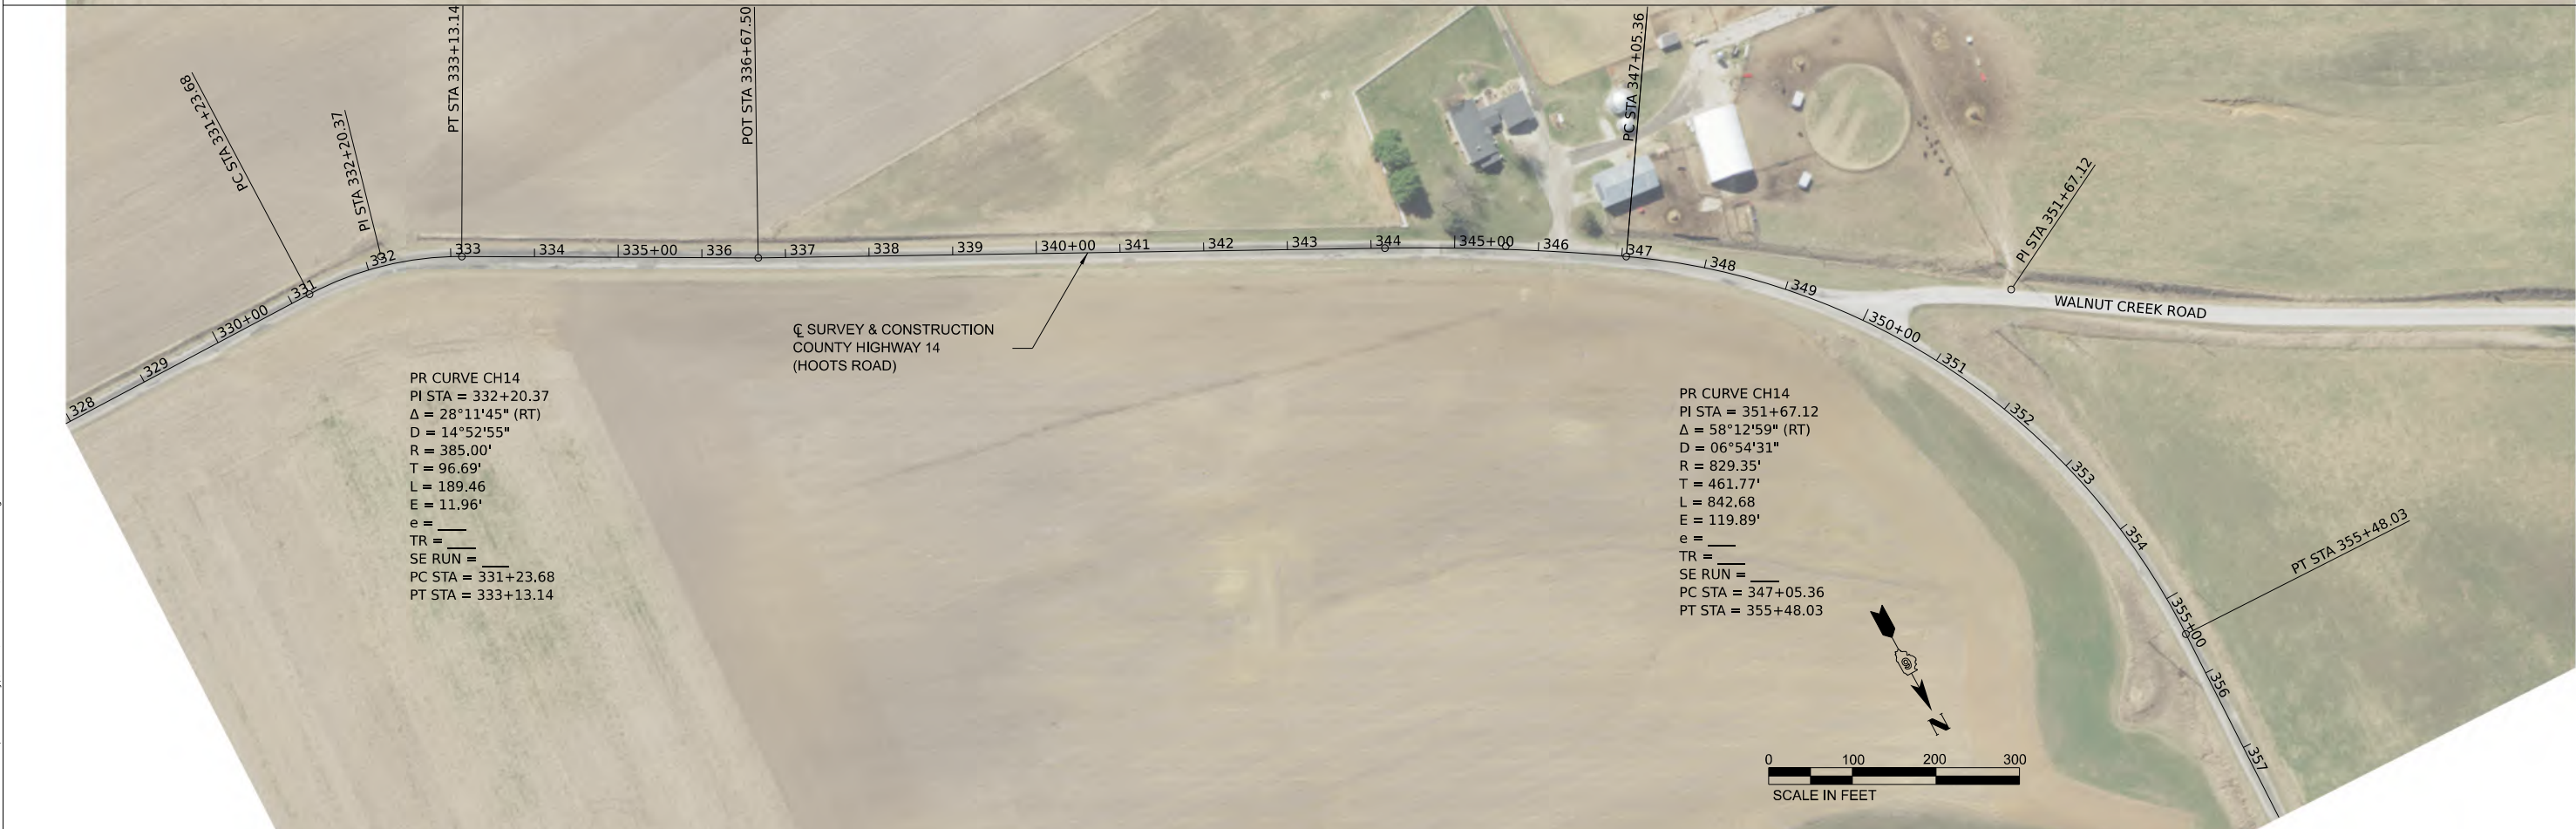 PC STA 331+23.68
PI STA 332+20.37
PT STA 333+13.14
POT STA 336+67.50
PC STA 347+05.36
PI STA 351+67.12
WALNUT CREEK ROAD
328
329
330+00
331
332
333
334
335+00
336
337
338
339
340+00
341
342
343
344
345+00
346
347
348
349
350+00
351
352
353
354
355+00
356
357
PT STA 355+48.03
℄ SURVEY & CONSTRUCTION
COUNTY HIGHWAY 14
(HOOTS ROAD)
PR CURVE CH14
PI STA = 332+20.37
Δ = 28°11'45" (RT)
D = 14°52'55"
R = 385.00'
T = 96.69'
L = 189.46
E = 11.96'
e = ___
TR = ___
SE RUN = ___
PC STA = 331+23.68
PT STA = 333+13.14
PR CURVE CH14
PI STA = 351+67.12
Δ = 58°12'59" (RT)
D = 06°54'31"
R = 829.35'
T = 461.77'
L = 842.68
E = 119.89'
e = ___
TR = ___
SE RUN = ___
PC STA = 347+05.36
PT STA = 355+48.03
N
0 100 200 300
SCALE IN FEET